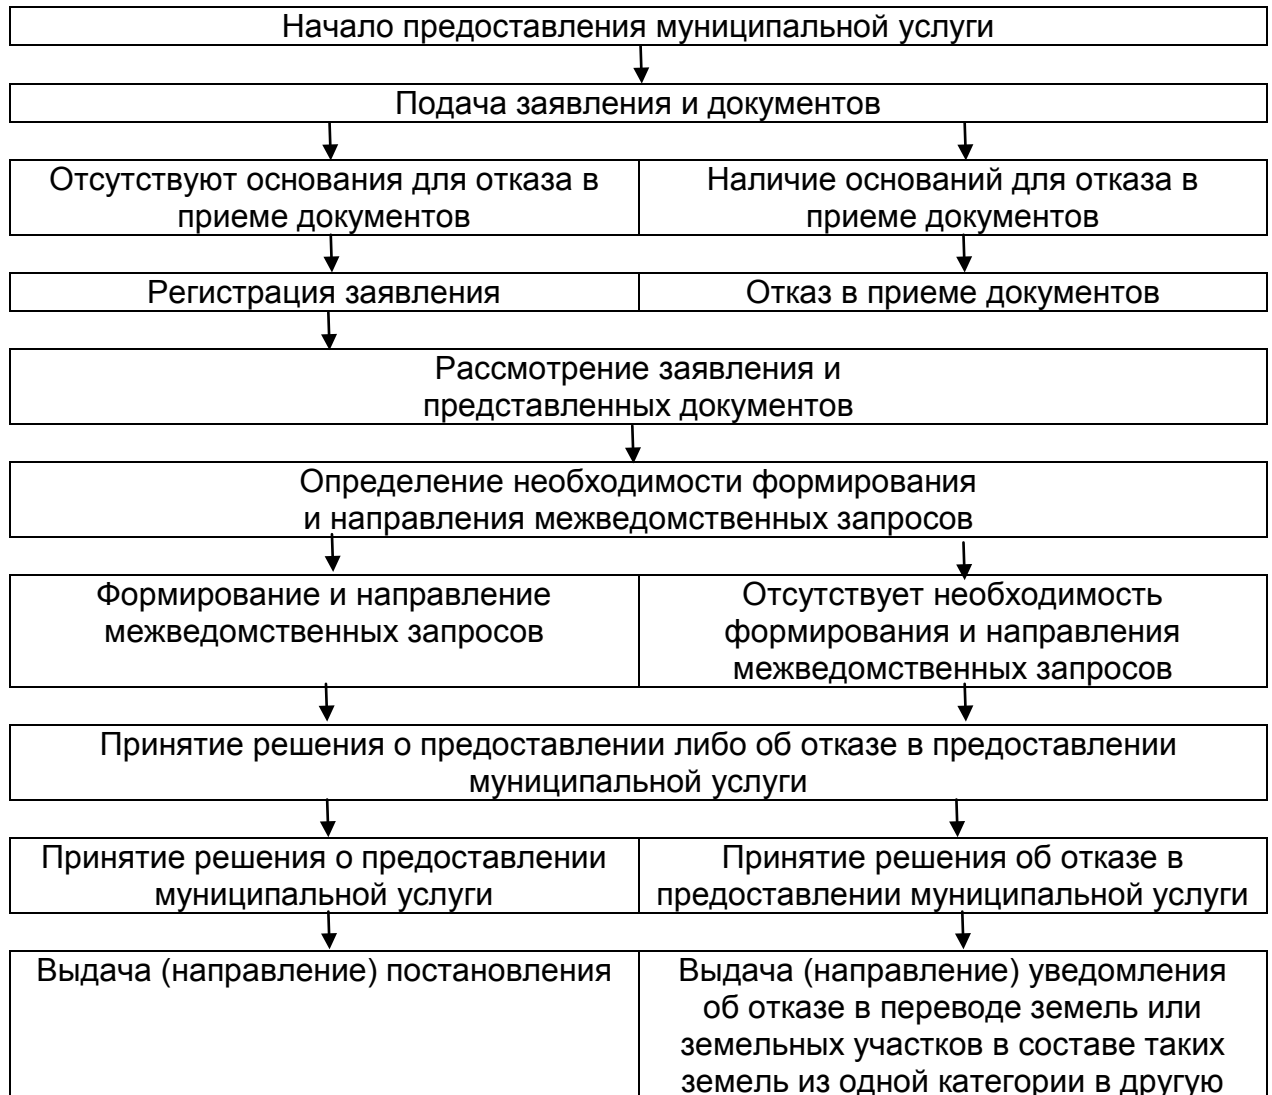 Начало предоставления муниципальной услуги
Подача заявления и документов
Отсутствуют основания для отказа в
приеме документов
Наличие оснований для отказа в
приеме документов
Регистрация заявления
Отказ в приеме документов
Рассмотрение заявления и
представленных документов
Определение необходимости формирования
и направления межведомственных запросов
Формирование и направление
межведомственных запросов
Отсутствует необходимость
формирования и направления
межведомственных запросов
Принятие решения о предоставлении либо об отказе в предоставлении
муниципальной услуги
Принятие решения о предоставлении
муниципальной услуги
Принятие решения об отказе в
предоставлении муниципальной услуги
Выдача (направление) постановления
Выдача (направление) уведомления
об отказе в переводе земель или
земельных участков в составе таких
земель из одной категории в другую